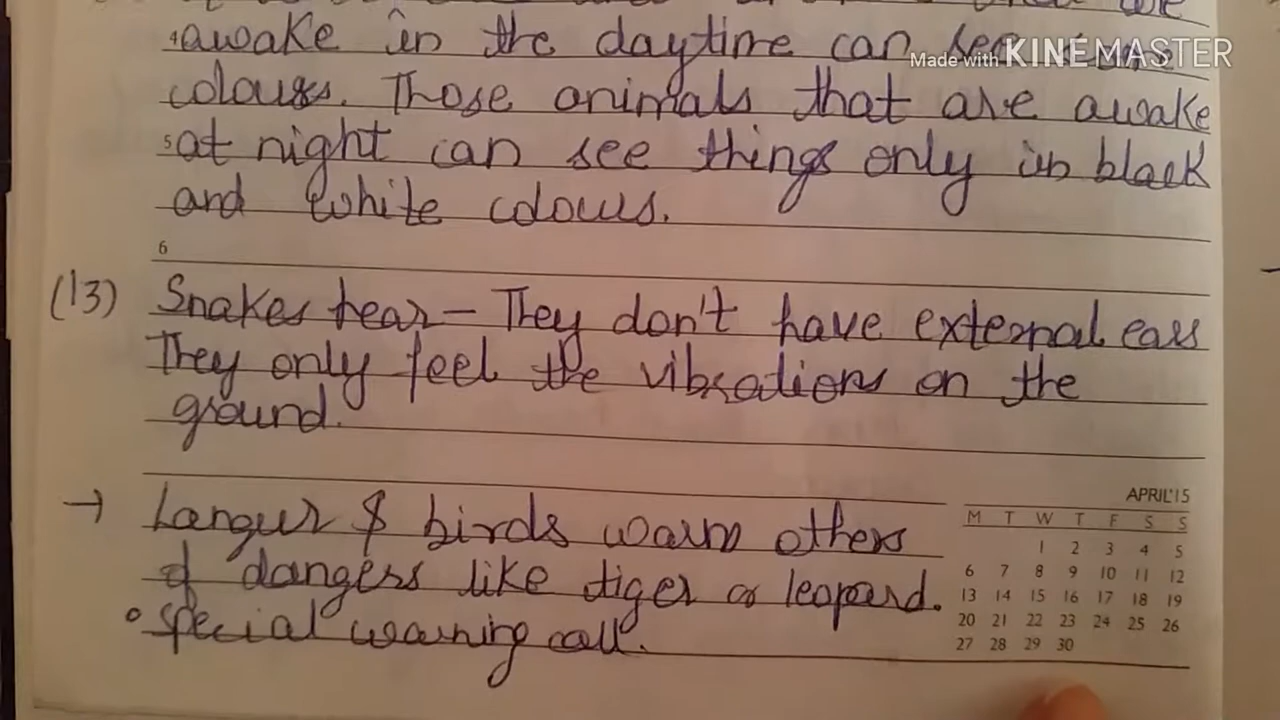 awake in the daytime can see
Made with KINEMASTER
colours. Those animals that are awake
at night can see things only in black
and white colours.
6
(13) Snakes hear - They don't have external ears
They only feel the vibrations on the
ground.
→ Langur & birds warn others
of dangers like tiger or leopard.
special warning call.
APRIL'15
M T W T F S S
1 2 3 4 5
6 7 8 9 10 11 12
13 14 15 16 17 18 19
20 21 22 23 24 25 26
27 28 29 30